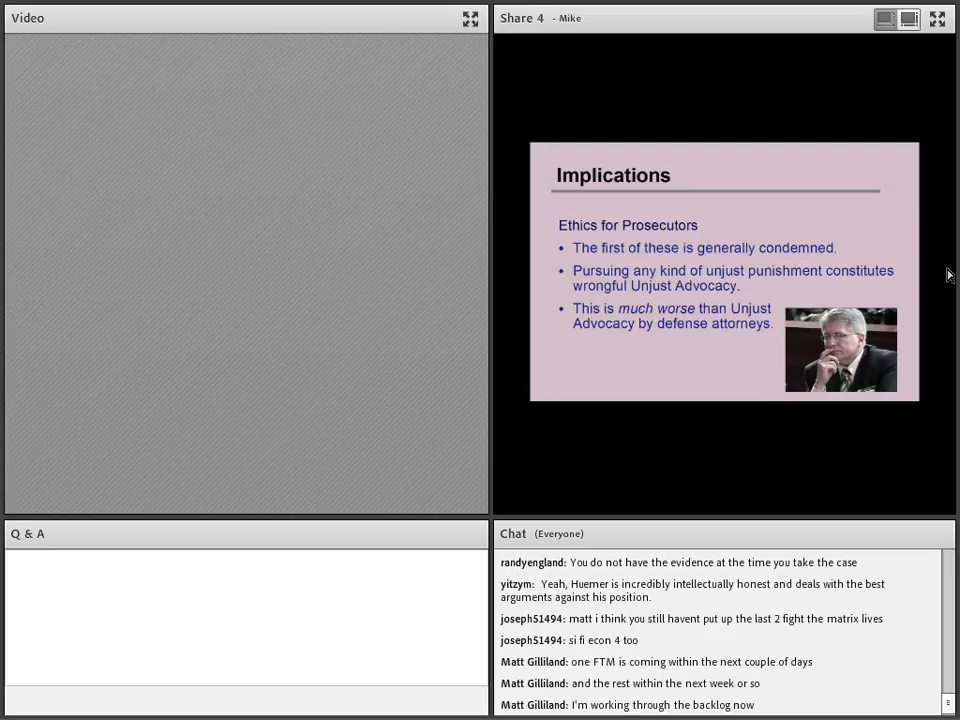 Video
Share 4 - Mike
Implications
Ethics for Prosecutors
• The first of these is generally condemned.
• Pursuing any kind of unjust punishment constitutes
wrongful Unjust Advocacy.
• This is much worse than Unjust
Advocacy by defense attorneys.
Q & A
Chat (Everyone)
randyengland: You do not have the evidence at the time you take the case
yitzym: Yeah, Huemer is incredibly intellectually honest and deals with the best
arguments against his position.
joseph51494: matt i think you still havent put up the last 2 fight the matrix lives
joseph51494: si fi econ 4 too
Matt Gilliland: one FTM is coming within the next couple of days
Matt Gilliland: and the rest within the next week or so
Matt Gilliland: I'm working through the backlog now